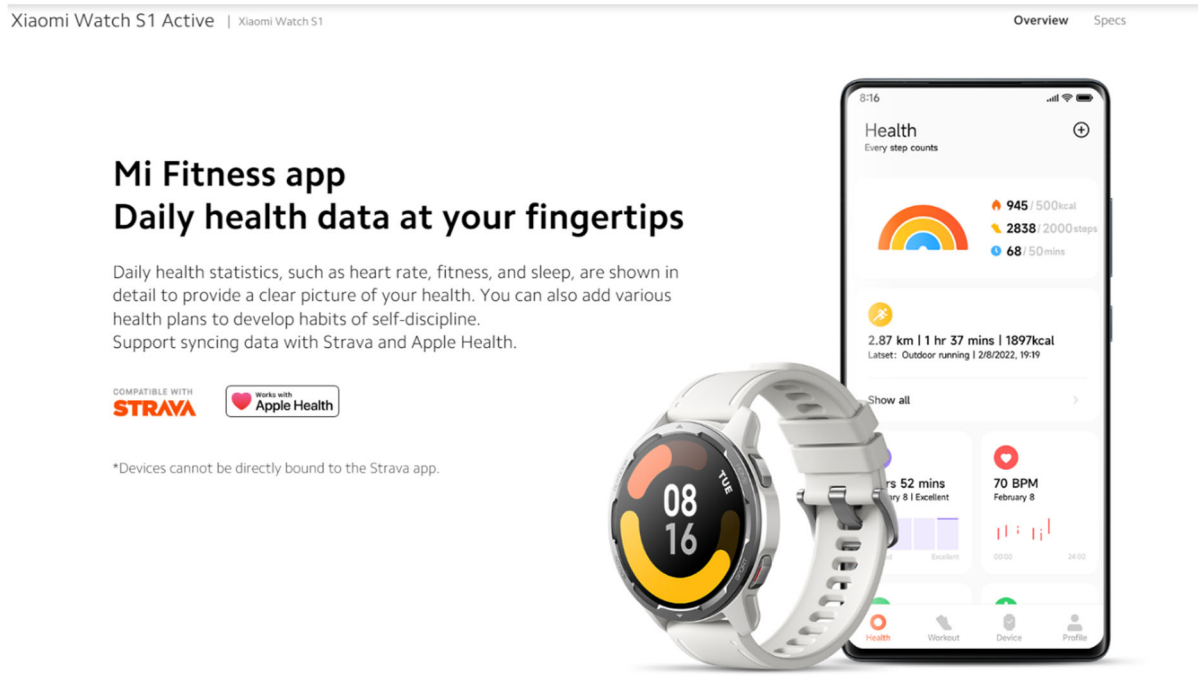 Xiaomi Watch S1 Active | Xiaomi Watch S1
Overview Specs
Mi Fitness app
Daily health data at your fingertips
Daily health statistics, such as heart rate, fitness, and sleep, are shown in
detail to provide a clear picture of your health. You can also add various
health plans to develop habits of self-discipline.
Support syncing data with Strava and Apple Health.
COMPATIBLE WITH
STRAVA
Works with
Apple Health
*Devices cannot be directly bound to the Strava app.
TUE
08
16
SPORT
8:16
Health
Every step counts
945/500kcal
2838/2000steps
68/50mins
2.87 km | 1 hr 37 mins | 1897kcal
Latset: Outdoor running | 2/8/2022, 19:19
Show all
rs 52 mins
ary 8 | Excellent
Excellent
70 BPM
February 8
00:00 24:02
Health Workout Device Profile